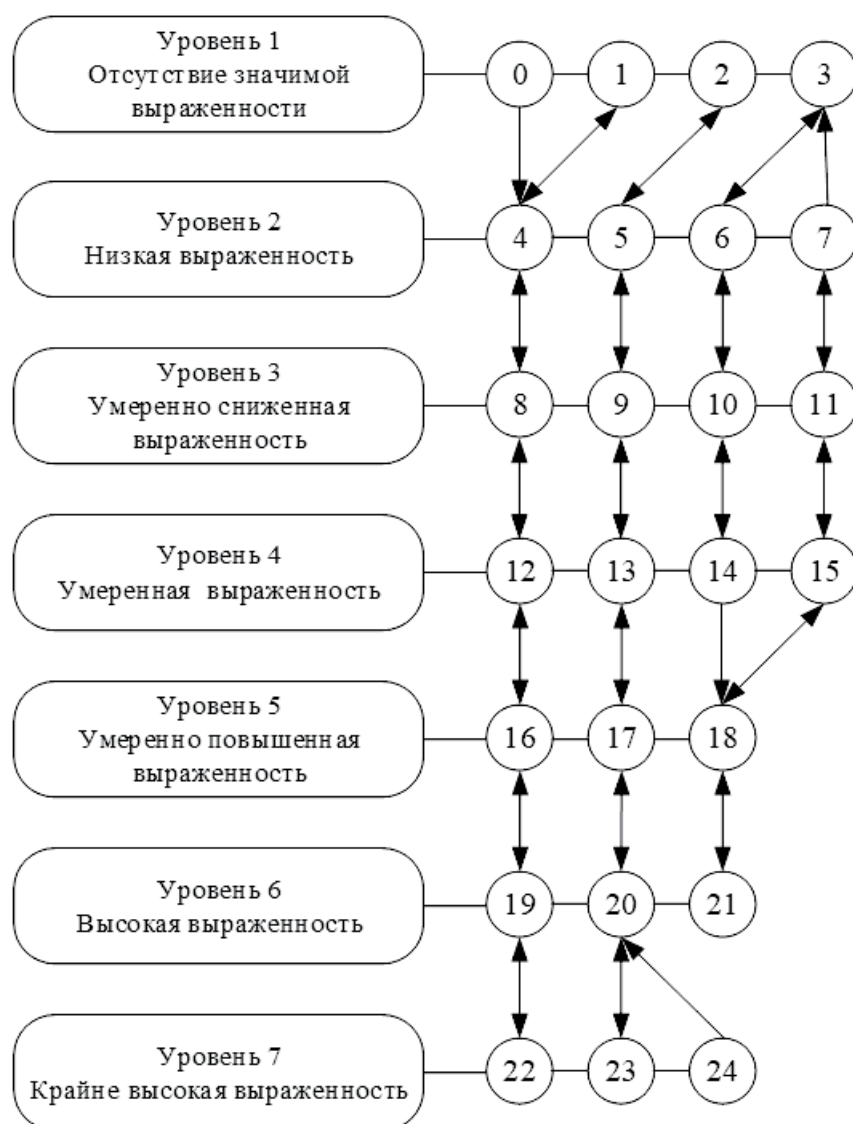 Уровень 1
Отсутствие значимой
выраженности
0 1 2 3
Уровень 2
Низкая выраженность
4 5 6 7
Уровень 3
Умеренно сниженная
выраженность
8 9 10 11
Уровень 4
Умеренная выраженность
12 13 14 15
Уровень 5
Умеренно повышенная
выраженность
16 17 18
Уровень 6
Высокая выраженность
19 20 21
Уровень 7
Крайне высокая выраженность
22 23 24